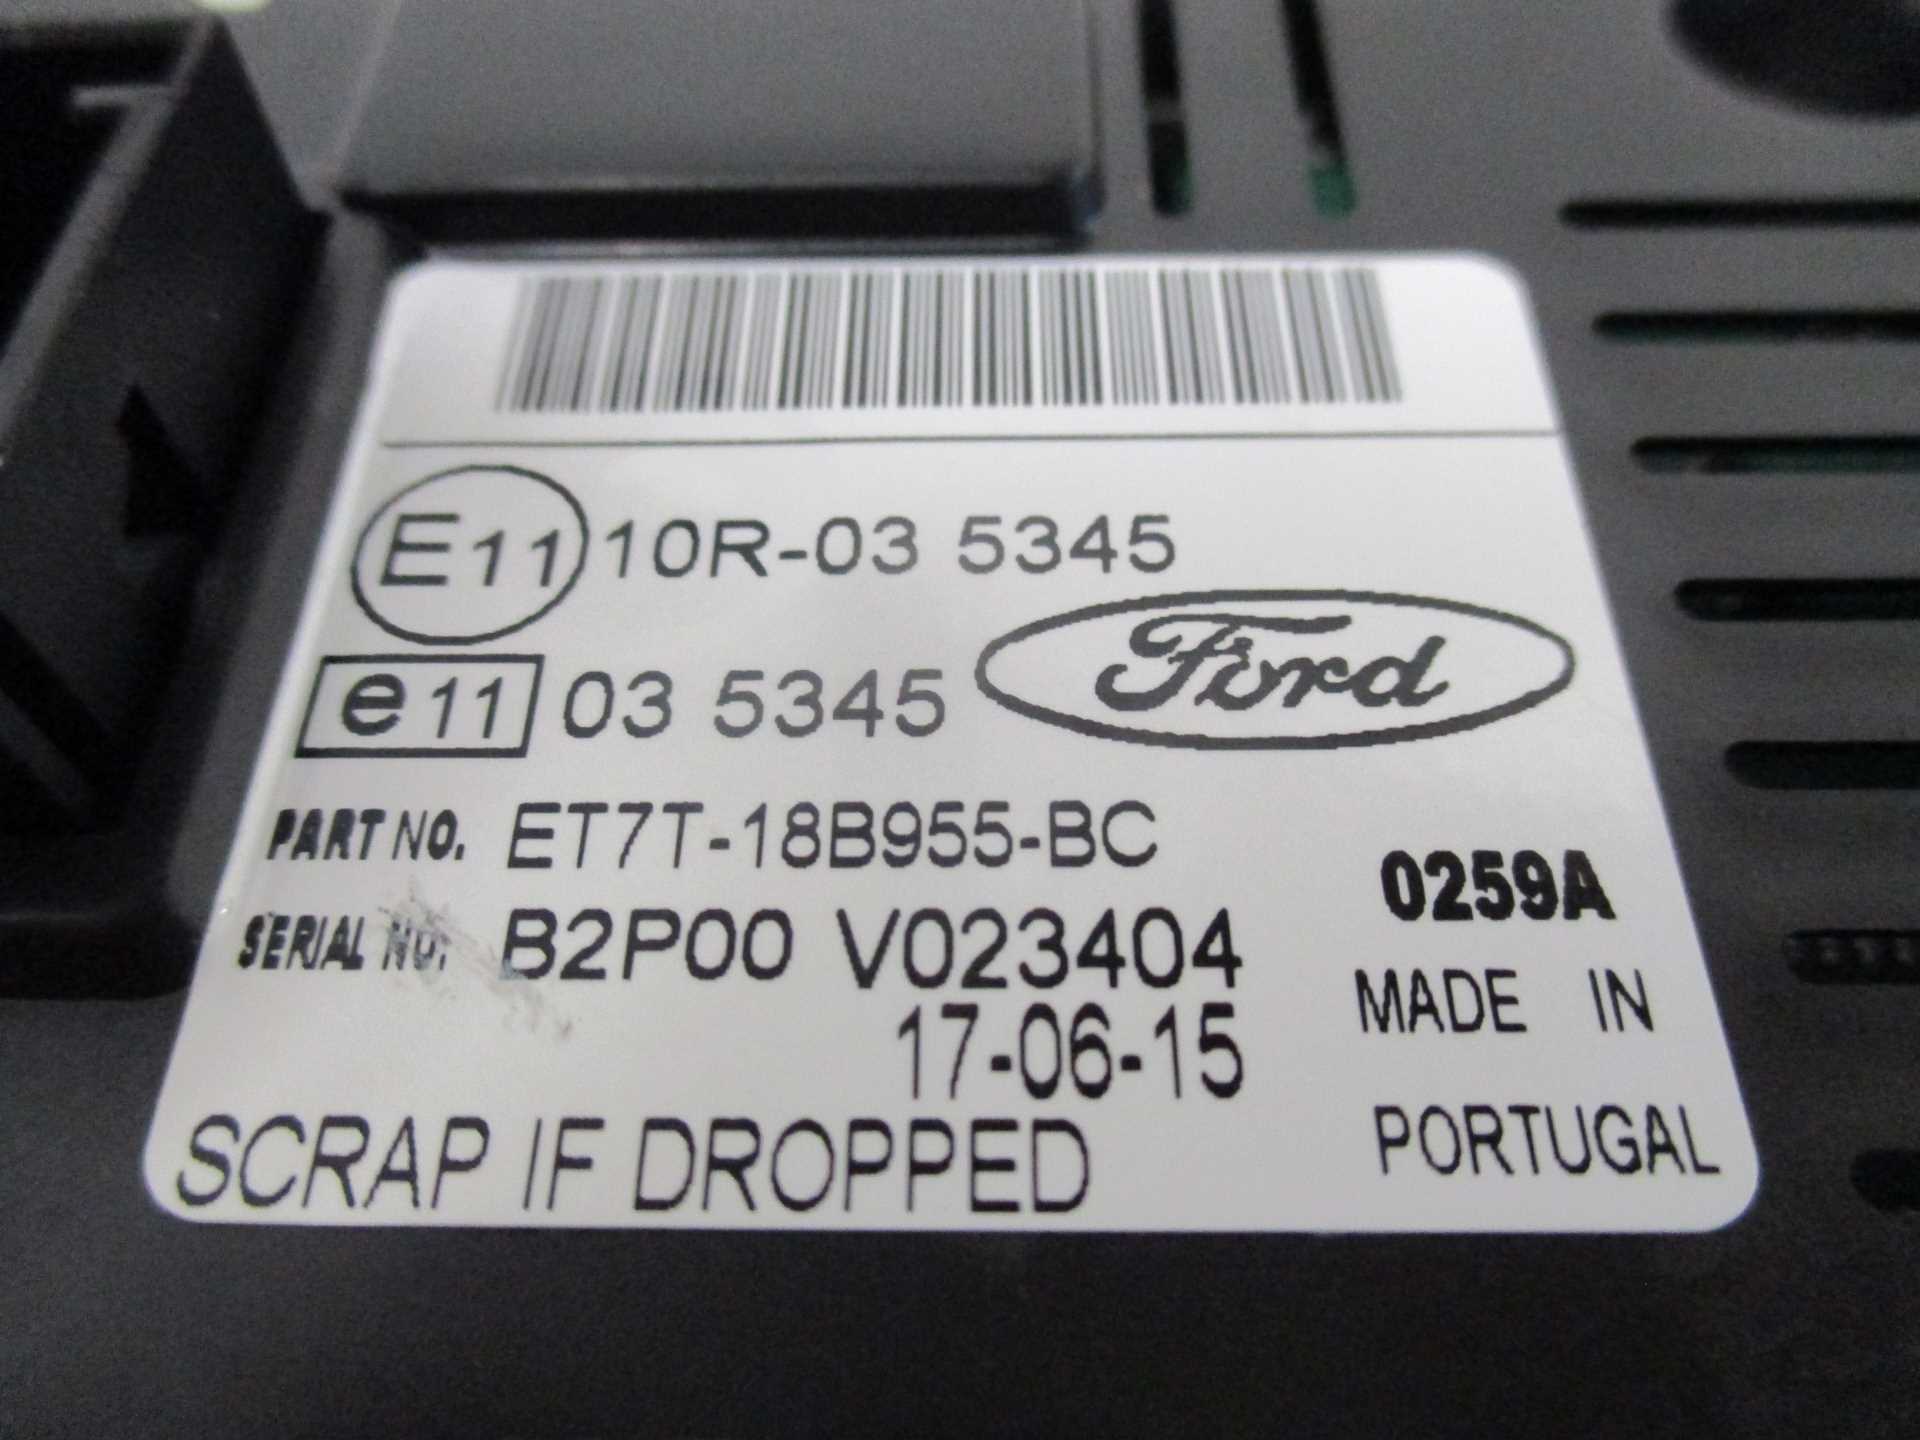 E11 10R-03 5345
Ford
e11 03 5345
PART NO. ET7T-18B955-BC
0259A
SERIAL NO. B2P00 V023404
MADE IN
17-06-15
PORTUGAL
SCRAP IF DROPPED